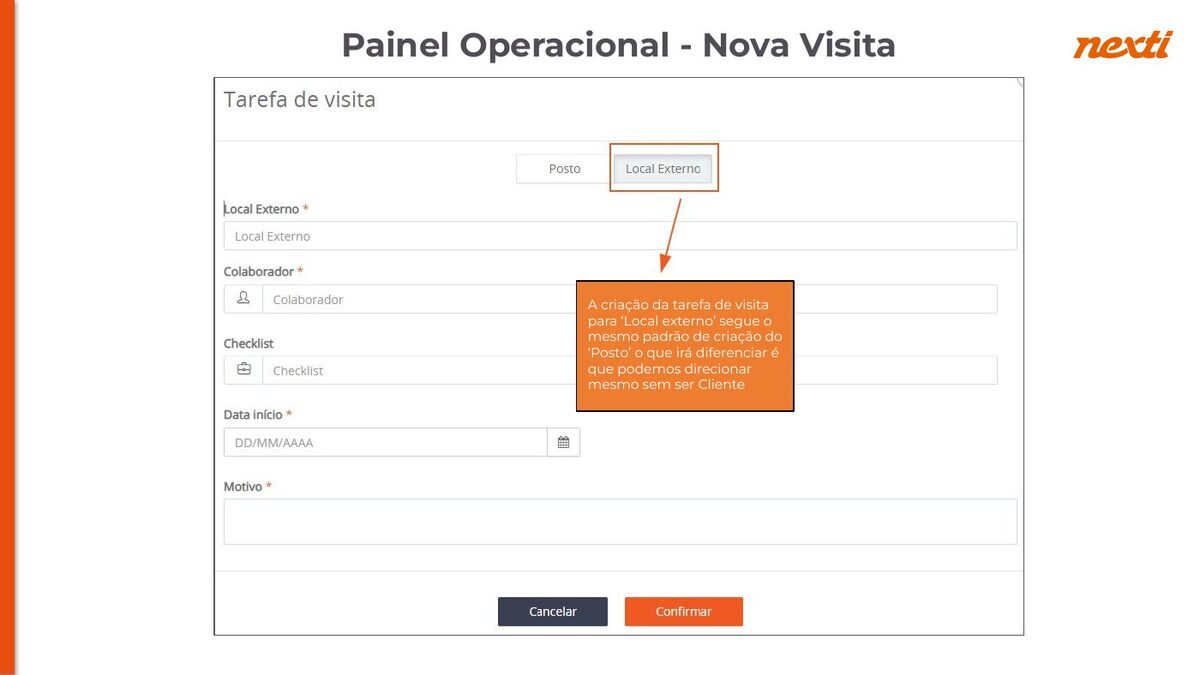 Painel Operacional - Nova Visita
nexti
Tarefa de visita
Posto
Local Externo
Local Externo *
Local Externo
Colaborador *
Colaborador
A criação da tarefa de visita
para ‘Local externo’ segue o
mesmo padrão de criação do
‘Posto’ o que irá diferenciar é
que podemos direcionar
mesmo sem ser Cliente
Checklist
Checklist
Data início *
DD/MM/AAAA
Motivo *
Cancelar
Confirmar